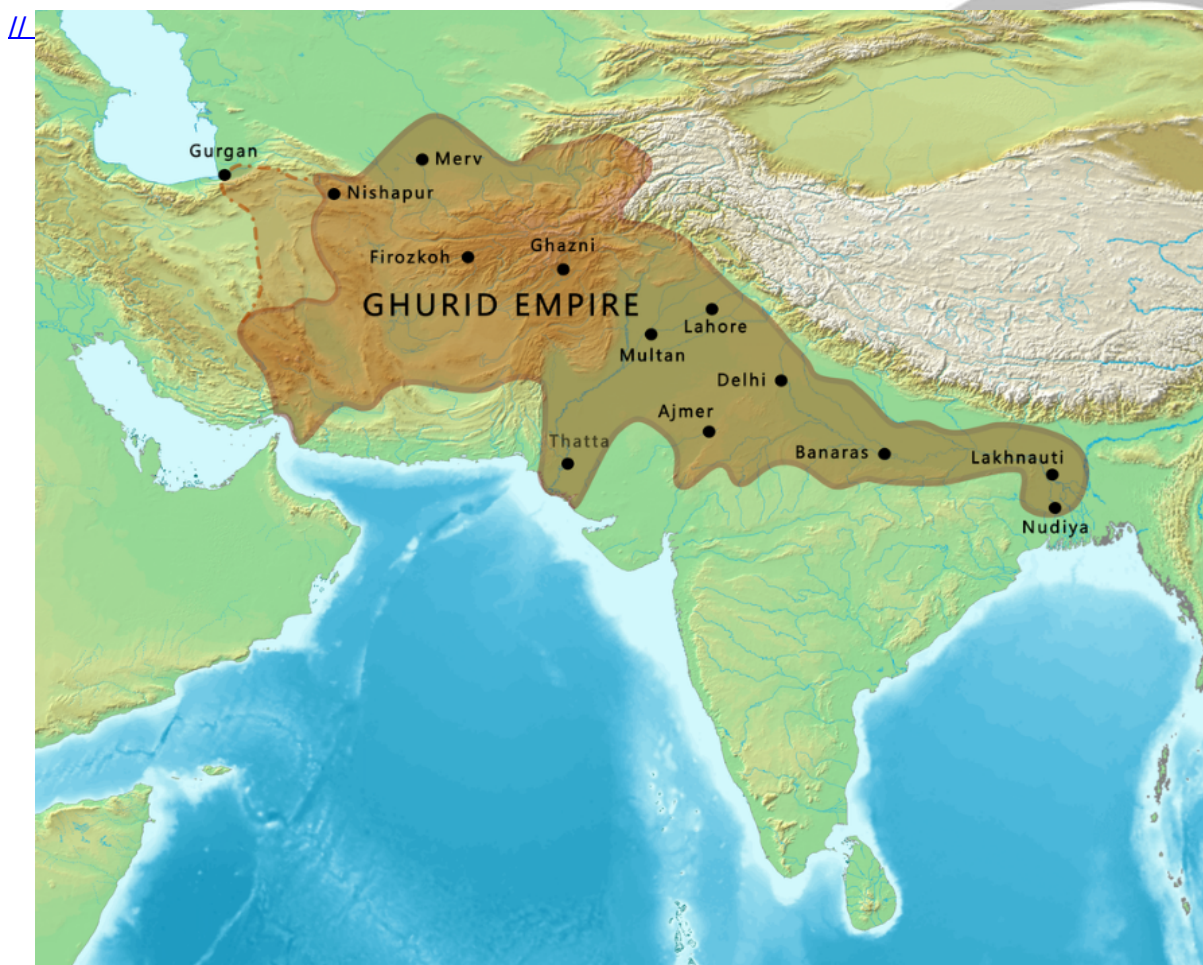 //
Gurgan
Merv
Nishapur
Firozkoh
Ghazni
GHURID EMPIRE
Lahore
Multan
Delhi
Ajmer
Thatta
Banaras
Lakhnauti
Nudiya